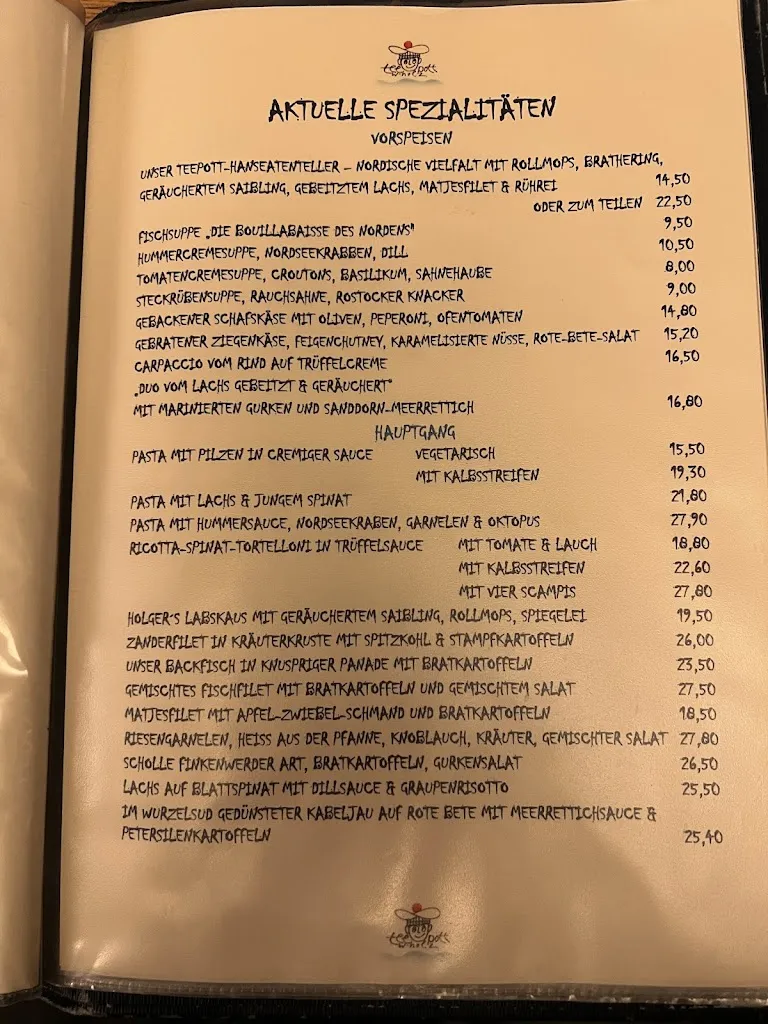 teepott
w.holz
AKTUELLE SPEZIALITÄTEN
VORSPEISEN
UNSER TEEPOTT-HANSEATENTELLER – NORDISCHE VIELFALT MIT ROLLMOPS, BRATHERING,
GERÄUCHERTEM SAIBLING, GEBEITZTEM LACHS, MATJESFILET & RÜHREI 14,50
ODER ZUM TEILEN 22,50
FISCHSUPPE „DIE BOUILLABAISSE DES NORDENS" 9,50
HUMMERCREMESUPPE, NORDSEEKRABBEN, DILL 10,50
TOMATENCREMESUPPE, CROUTONS, BASILIKUM, SAHNEHAUBE 8,00
STECKRÜBENSUPPE, RAUCHSAHNE, ROSTOCKER KNACKER 9,00
GEBACKENER SCHAFSKÄSE MIT OLIVEN, PEPERONI, OFENTOMATEN 14,80
GEBRATENER ZIEGENKÄSE, FEIGENCHUTNEY, KARAMELISIERTE NÜSSE, ROTE-BETE-SALAT 15,20
CARPACCIO VOM RIND AUF TRÜFFELCREME 16,50
„DUO VOM LACHS GEBEITZT & GERÄUCHERT"
MIT MARINIERTEN GURKEN UND SANDDORN-MEERRETTICH 16,80
HAUPTGANG
PASTA MIT PILZEN IN CREMIGER SAUCE VEGETARISCH 15,50
MIT KALBSSTREIFEN 19,30
PASTA MIT LACHS & JUNGEM SPINAT 21,80
PASTA MIT HUMMERSAUCE, NORDSEEKRABEN, GARNELEN & OKTOPUS 27,90
RICOTTA-SPINAT-TORTELLONI IN TRÜFFELSAUCE MIT TOMATE & LAUCH 18,80
MIT KALBSSTREIFEN 22,60
MIT VIER SCAMPIS 27,80
HOLGER´S LABSKAUS MIT GERÄUCHERTEM SAIBLING, ROLLMOPS, SPIEGELEI 19,50
ZANDERFILET IN KRÄUTERKRUSTE MIT SPITZKOHL & STAMPFKARTOFFELN 26,00
UNSER BACKFISCH IN KNUSPRIGER PANADE MIT BRATKARTOFFELN 23,50
GEMISCHTES FISCHFILET MIT BRATKARTOFFELN UND GEMISCHTEM SALAT 27,50
MATJESFILET MIT APFEL-ZWIEBEL-SCHMAND UND BRATKARTOFFELN 18,50
RIESENGARNELEN, HEISS AUS DER PFANNE, KNOBLAUCH, KRÄUTER, GEMISCHTER SALAT 27,80
SCHOLLE FINKENWERDER ART, BRATKARTOFFELN, GURKENSALAT 26,50
LACHS AUF BLATTSPINAT MIT DILLSAUCE & GRAUPENRISOTTO 25,50
IM WURZELSUD GEDÜNSTETER KABELJAU AUF ROTE BETE MIT MEERRETTICHSAUCE &
PETERSILENKARTOFFELN 25,40
teepott
w.holz